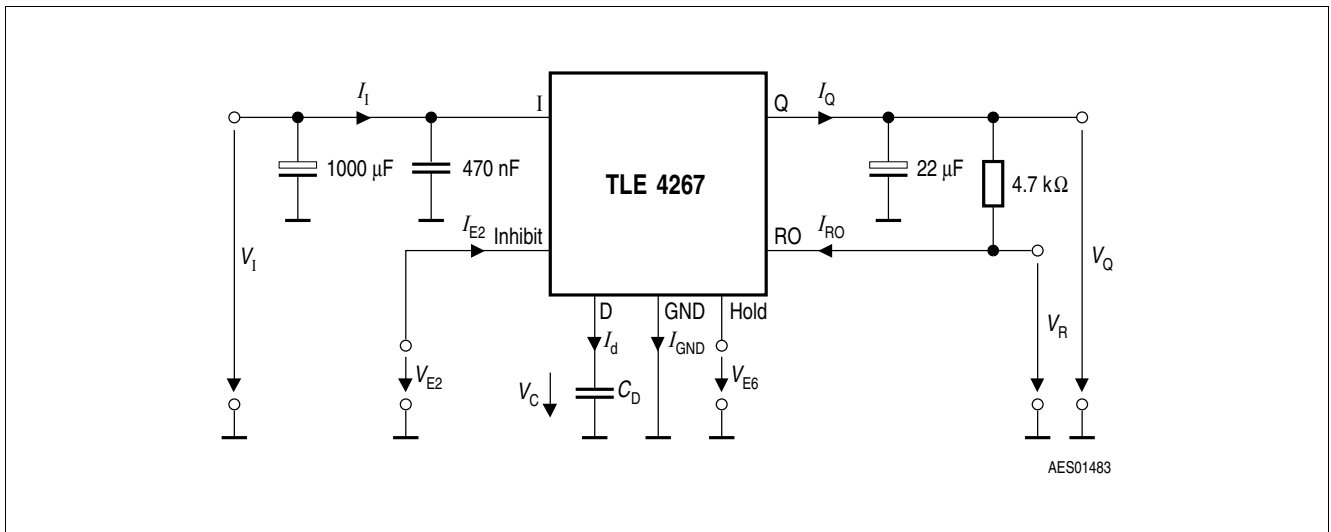 I_I I Q I_Q
1000 µF 470 nF TLE 4267 22 µF 4.7 kΩ
I_E2 Inhibit RO I_RO
V_I V_Q
D GND Hold
I_d I_GND V_R
V_E2 V_C C_D V_E6
AES01483